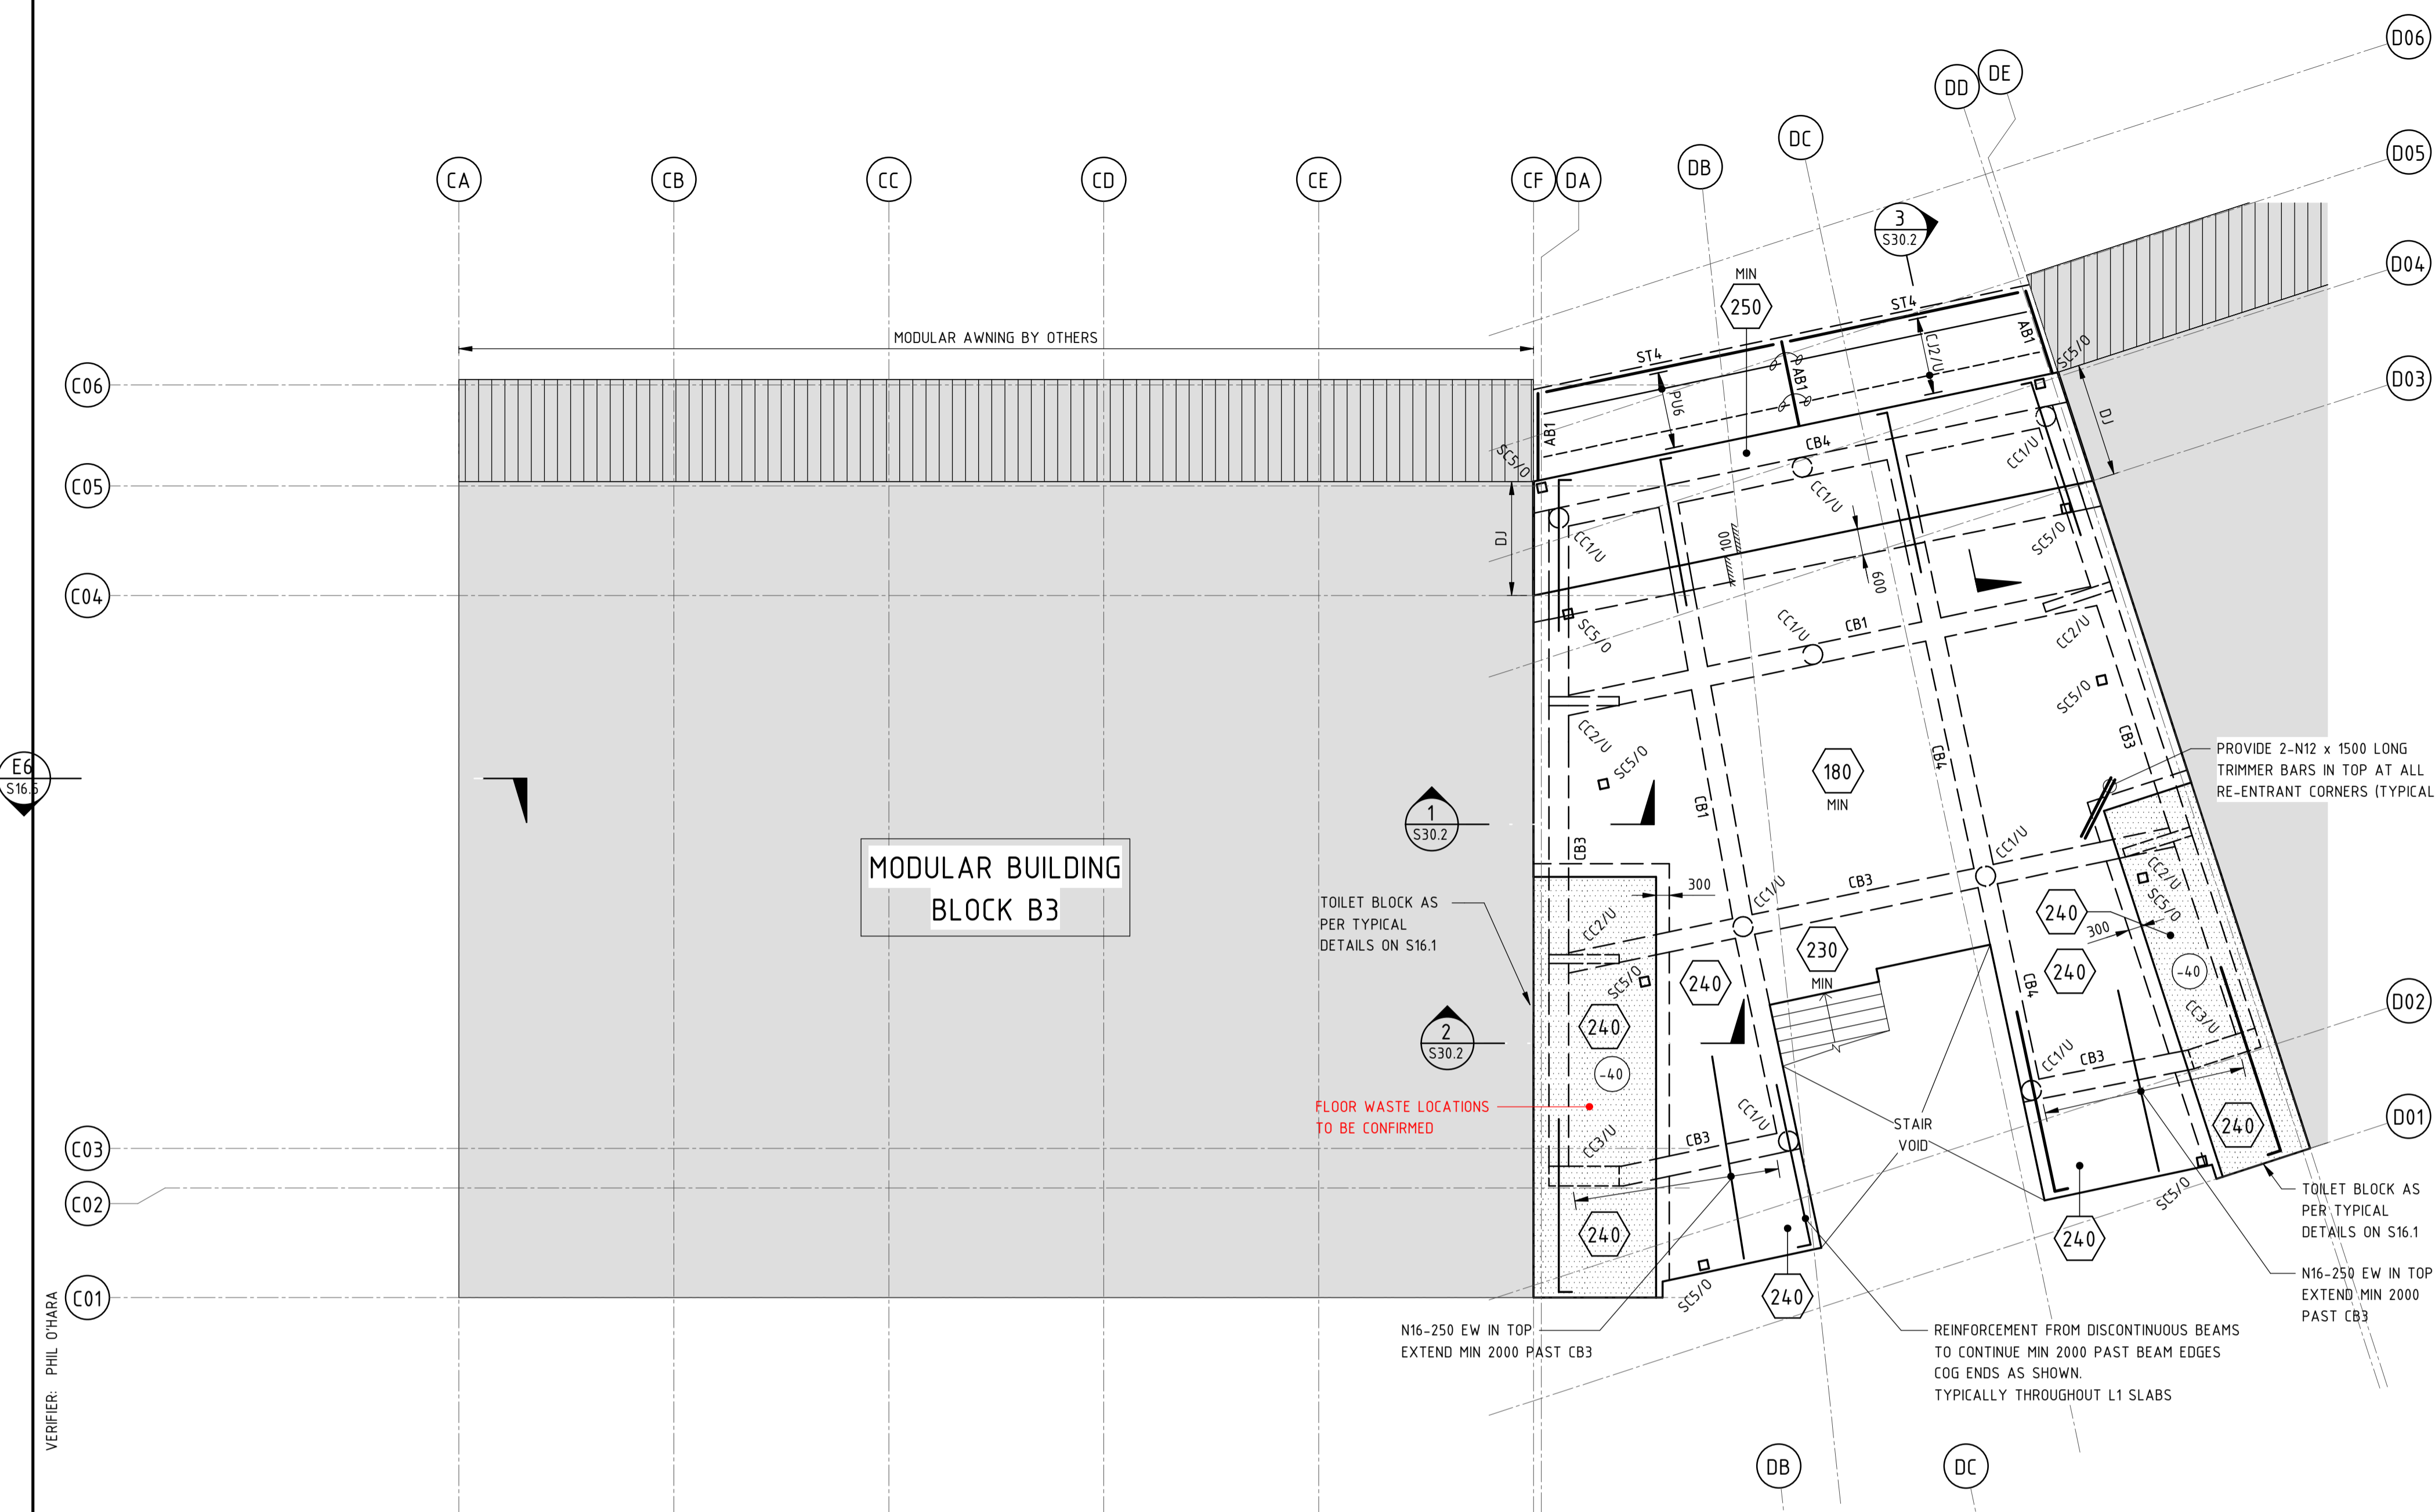 D06
DE
DD
DC
D05
DB
CA
CB
CC
CD
CE
CF
DA
3
S30.2
D04
MIN
250
ST4
AB1
SC5/O
CJ2/U
MODULAR AWNING BY OTHERS
ST4
AB1
PU6
D03
C06
DJ
AB1
CB4
CC1/U
SC5/O
C05
CC1/U
CC1/U
SC5/O
DJ
100
600
C04
SC5/O
CC1/U
CB1
CC2/U
SC5/O
CC2/U
SC5/O
CB3
CB4
PROVIDE 2-N12 x 1500 LONG
TRIMMER BARS IN TOP AT ALL
RE-ENTRANT CORNERS (TYPICAL
E6
S16.5
180
MIN
CB1
1
S30.2
CB3
CC1/U
MODULAR BUILDING
BLOCK B3
CC2/U
SC5/O
300
CC1/U
CB3
TOILET BLOCK AS
PER TYPICAL
DETAILS ON S16.1
CC2/U
240
300
230
MIN
SC5/O
240
240
-40
CB4
D02
240
CC3/U
2
S30.2
CC1/U
CB3
-40
FLOOR WASTE LOCATIONS
TO BE CONFIRMED
CC1/U
240
D01
STAIR
VOID
C03
CC3/U
CB3
C02
SC5/O
TOILET BLOCK AS
PER TYPICAL
DETAILS ON S16.1
240
240
N16-250 EW IN TOP
EXTEND MIN 2000
PAST CB3
C01
SC5/O
240
N16-250 EW IN TOP
EXTEND MIN 2000 PAST CB3
REINFORCEMENT FROM DISCONTINUOUS BEAMS
TO CONTINUE MIN 2000 PAST BEAM EDGES
COG ENDS AS SHOWN.
TYPICALLY THROUGHOUT L1 SLABS
VERIFIER: PHIL O'HARA
DB
DC